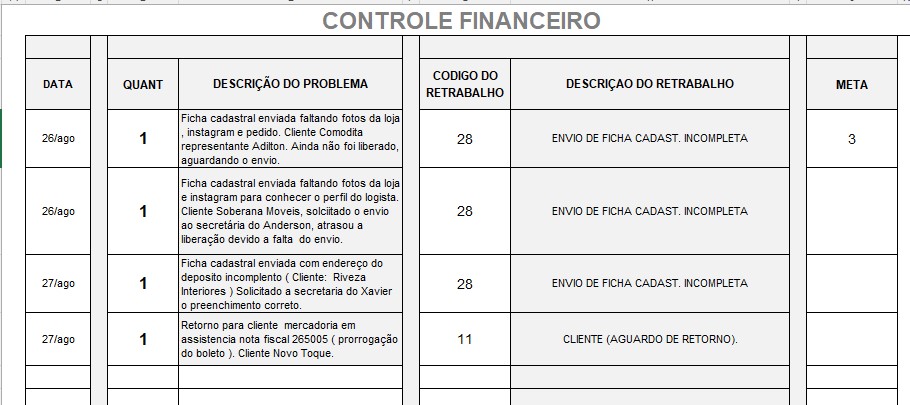 CONTROLE FINANCEIRO
DATA
QUANT
DESCRIÇÃO DO PROBLEMA
CODIGO DO
RETRABALHO
DESCRIÇAO DO RETRABALHO
META
26/ago
1
Ficha cadastral enviada faltando fotos da loja
, instagram e pedido. Cliente Comodita
representante Adilton. Ainda não foi liberado,
aguardando o envio.
28
ENVIO DE FICHA CADAST. INCOMPLETA
3
26/ago
1
Ficha cadastral enviada faltando fotos da loja
e instagram para conhecer o perfil do logista.
Cliente Soberana Moveis, solciitado o envio
ao secretária do Anderson, atrasou a
liberação devido a falta do envio.
28
ENVIO DE FICHA CADAST. INCOMPLETA
27/ago
1
Ficha cadastral enviada com endereço do
deposito incomplento ( Cliente: Riveza
Interiores ) Solicitado a secretaria do Xavier
o preenchimento correto.
28
ENVIO DE FICHA CADAST. INCOMPLETA
27/ago
1
Retorno para cliente mercadoria em
assistencia nota fiscal 265005 ( prorrogação
do boleto ). Cliente Novo Toque.
11
CLIENTE (AGUARDO DE RETORNO).